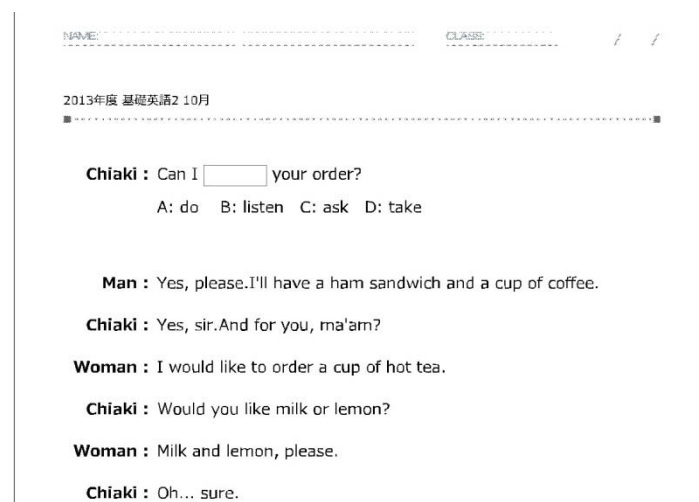 NAME: CLASS: / /
2013年度 基礎英語2 10月
Chiaki : Can I your order?
A: do B: listen C: ask D: take
Man : Yes, please.I'll have a ham sandwich and a cup of coffee.
Chiaki : Yes, sir.And for you, ma'am?
Woman : I would like to order a cup of hot tea.
Chiaki : Would you like milk or lemon?
Woman : Milk and lemon, please.
Chiaki : Oh... sure.